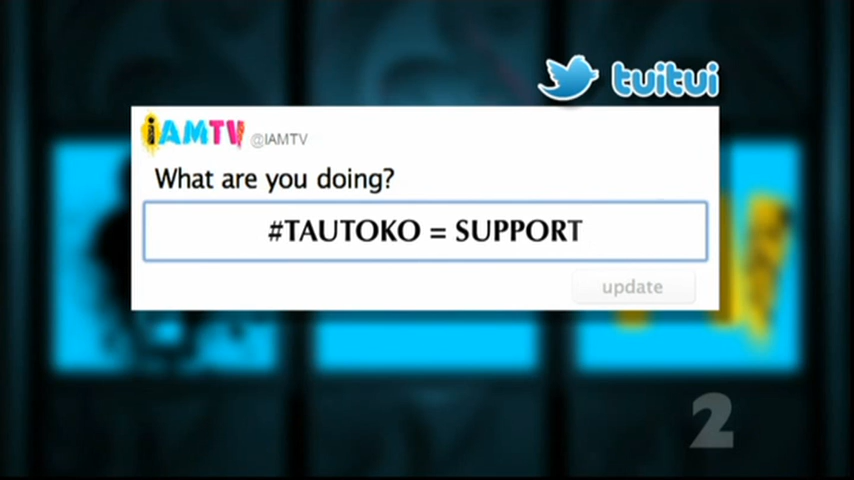 tuitui
iAMTV @IAMTV
What are you doing?
#TAUTOKO = SUPPORT
update
2